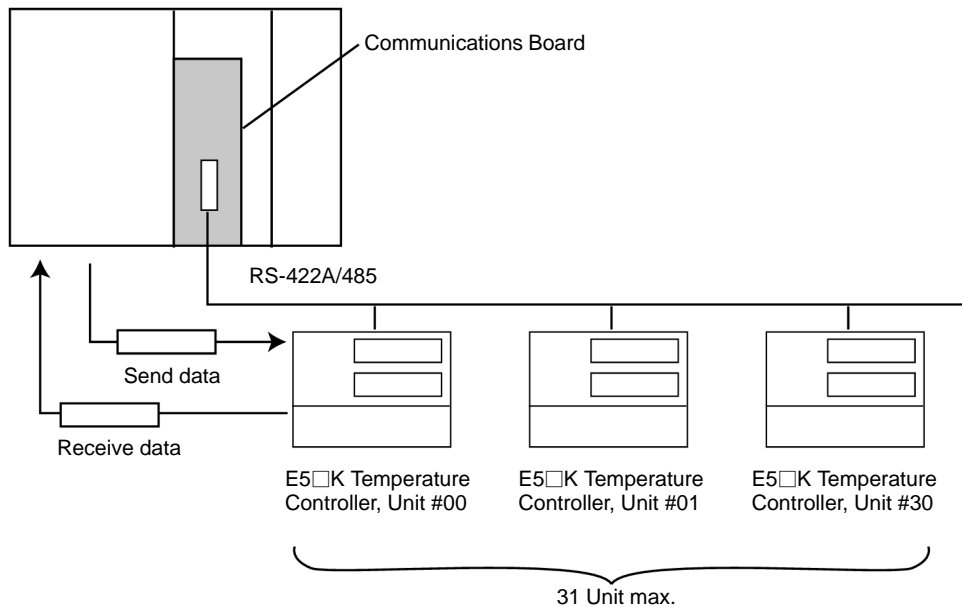 Communications Board
RS-422A/485
Send data
Receive data
E5□K Temperature
Controller, Unit #00
E5□K Temperature
Controller, Unit #01
E5□K Temperature
Controller, Unit #30
31 Unit max.